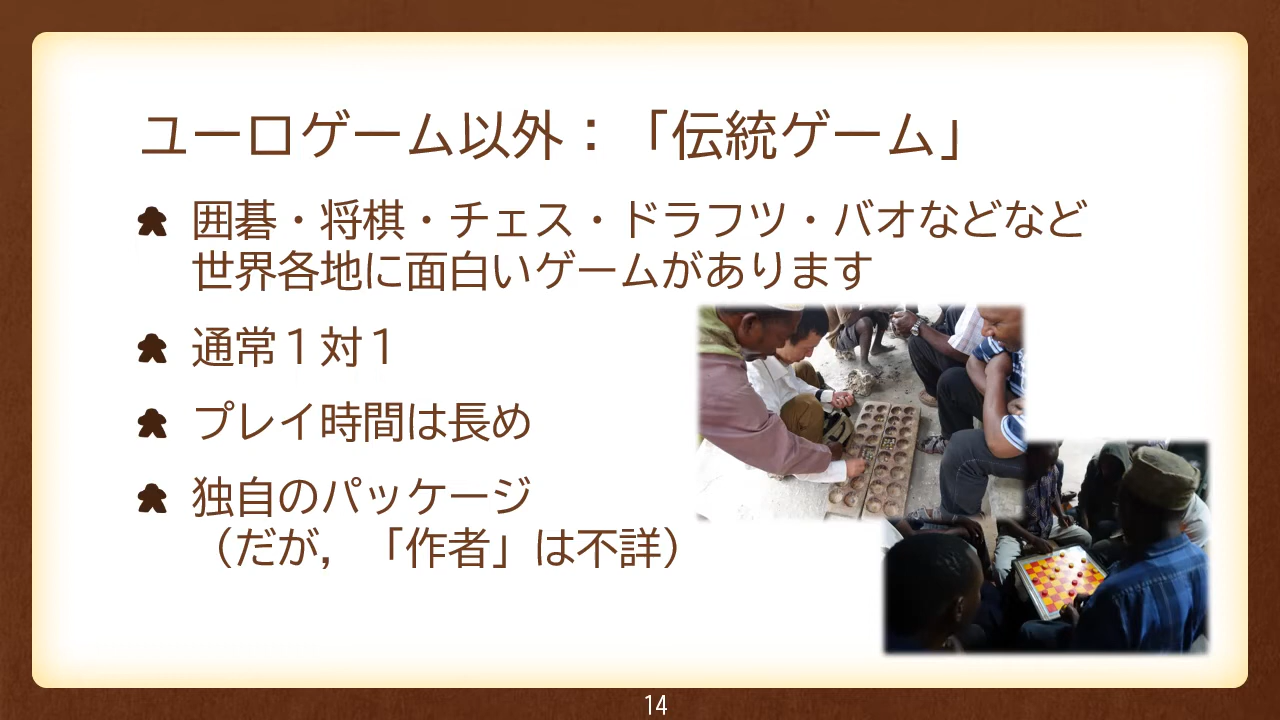 ユーロゲーム以外：「伝統ゲーム」
囲碁・将棋・チェス・ドラフツ・バオなどなど
世界各地に面白いゲームがあります
通常１対１
プレイ時間は長め
独自のパッケージ
（だが，「作者」は不詳）
14